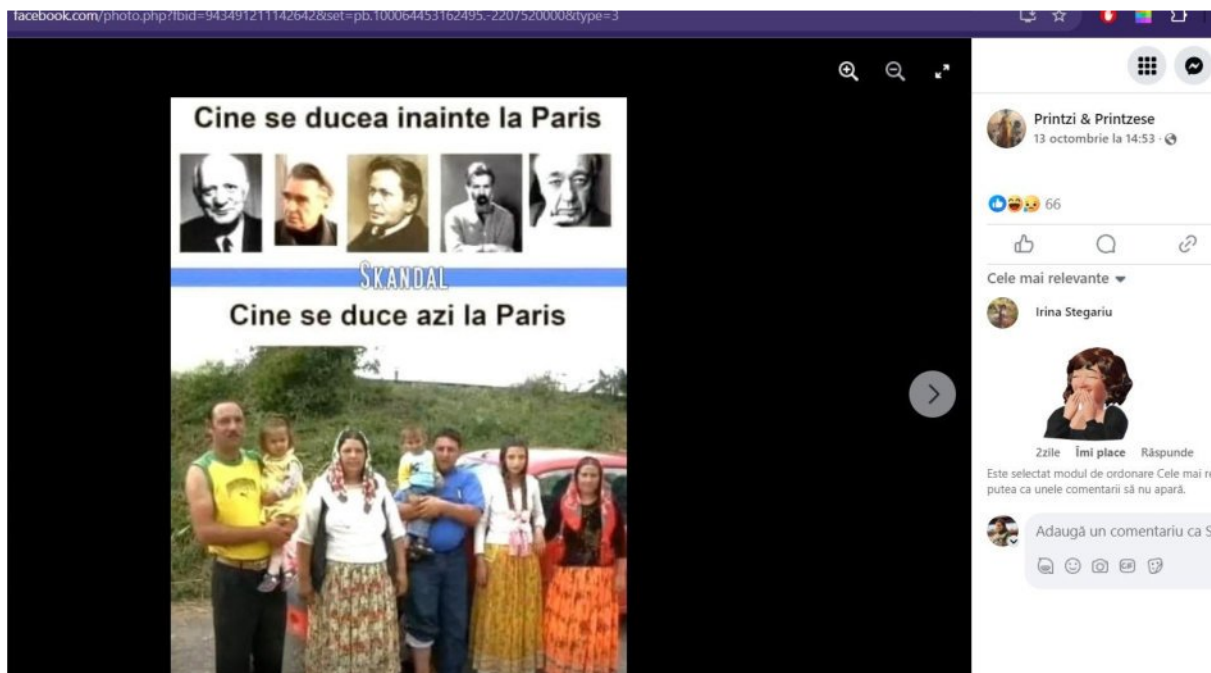 facebook.com/photo.php?fbid=943491211142642&set=pb.100064453162495.-2207520000&type=3
Cine se ducea inainte la Paris
SKANDAL
Cine se duce azi la Paris
Printzi & Printzese
13 octombrie la 14:53 ·
66
Cele mai relevante
Irina Stegariu
2zile Îmi place Răspunde
Este selectat modul de ordonare Cele mai
putea ca unele comentarii să nu apară.
Adaugă un comentariu ca S
GIF